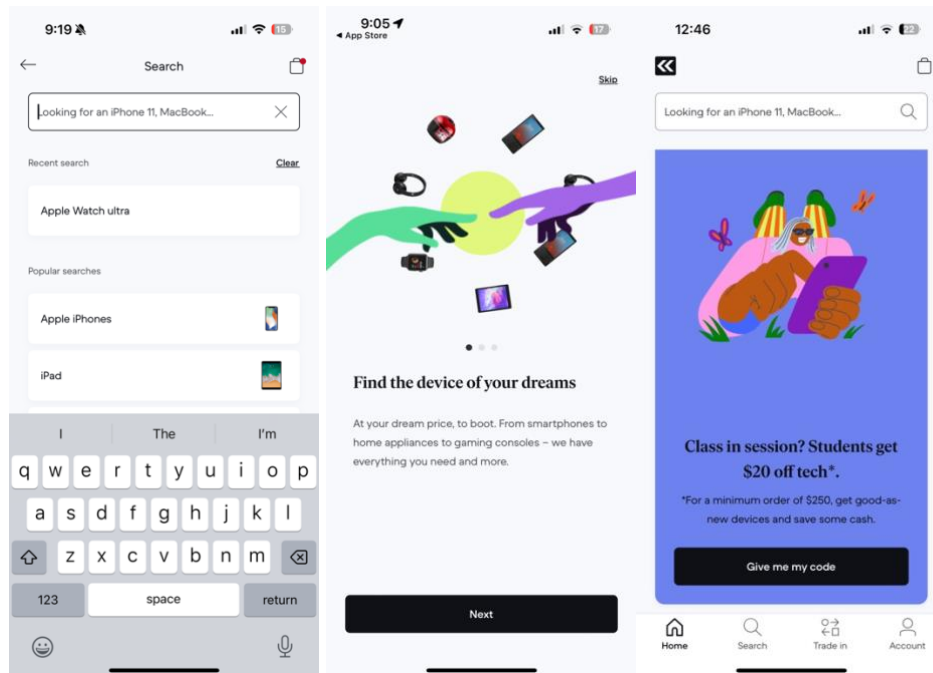 9:19
15
Search
Looking for an iPhone 11, MacBook...
Recent search
Clear
Apple Watch ultra
Popular searches
Apple iPhones
iPad
I
The
I'm
q w e r t y u i o p
a s d f g h j k l
z x c v b n m
123
space
return
9:05
App Store
17
Skip
Find the device of your dreams
At your dream price, to boot. From smartphones to
home appliances to gaming consoles – we have
everything you need and more.
Next
12:46
22
Looking for an iPhone 11, MacBook...
Class in session? Students get
$20 off tech*.
*For a minimum order of $250, get good-as-
new devices and save some cash.
Give me my code
Home
Search
Trade in
Account